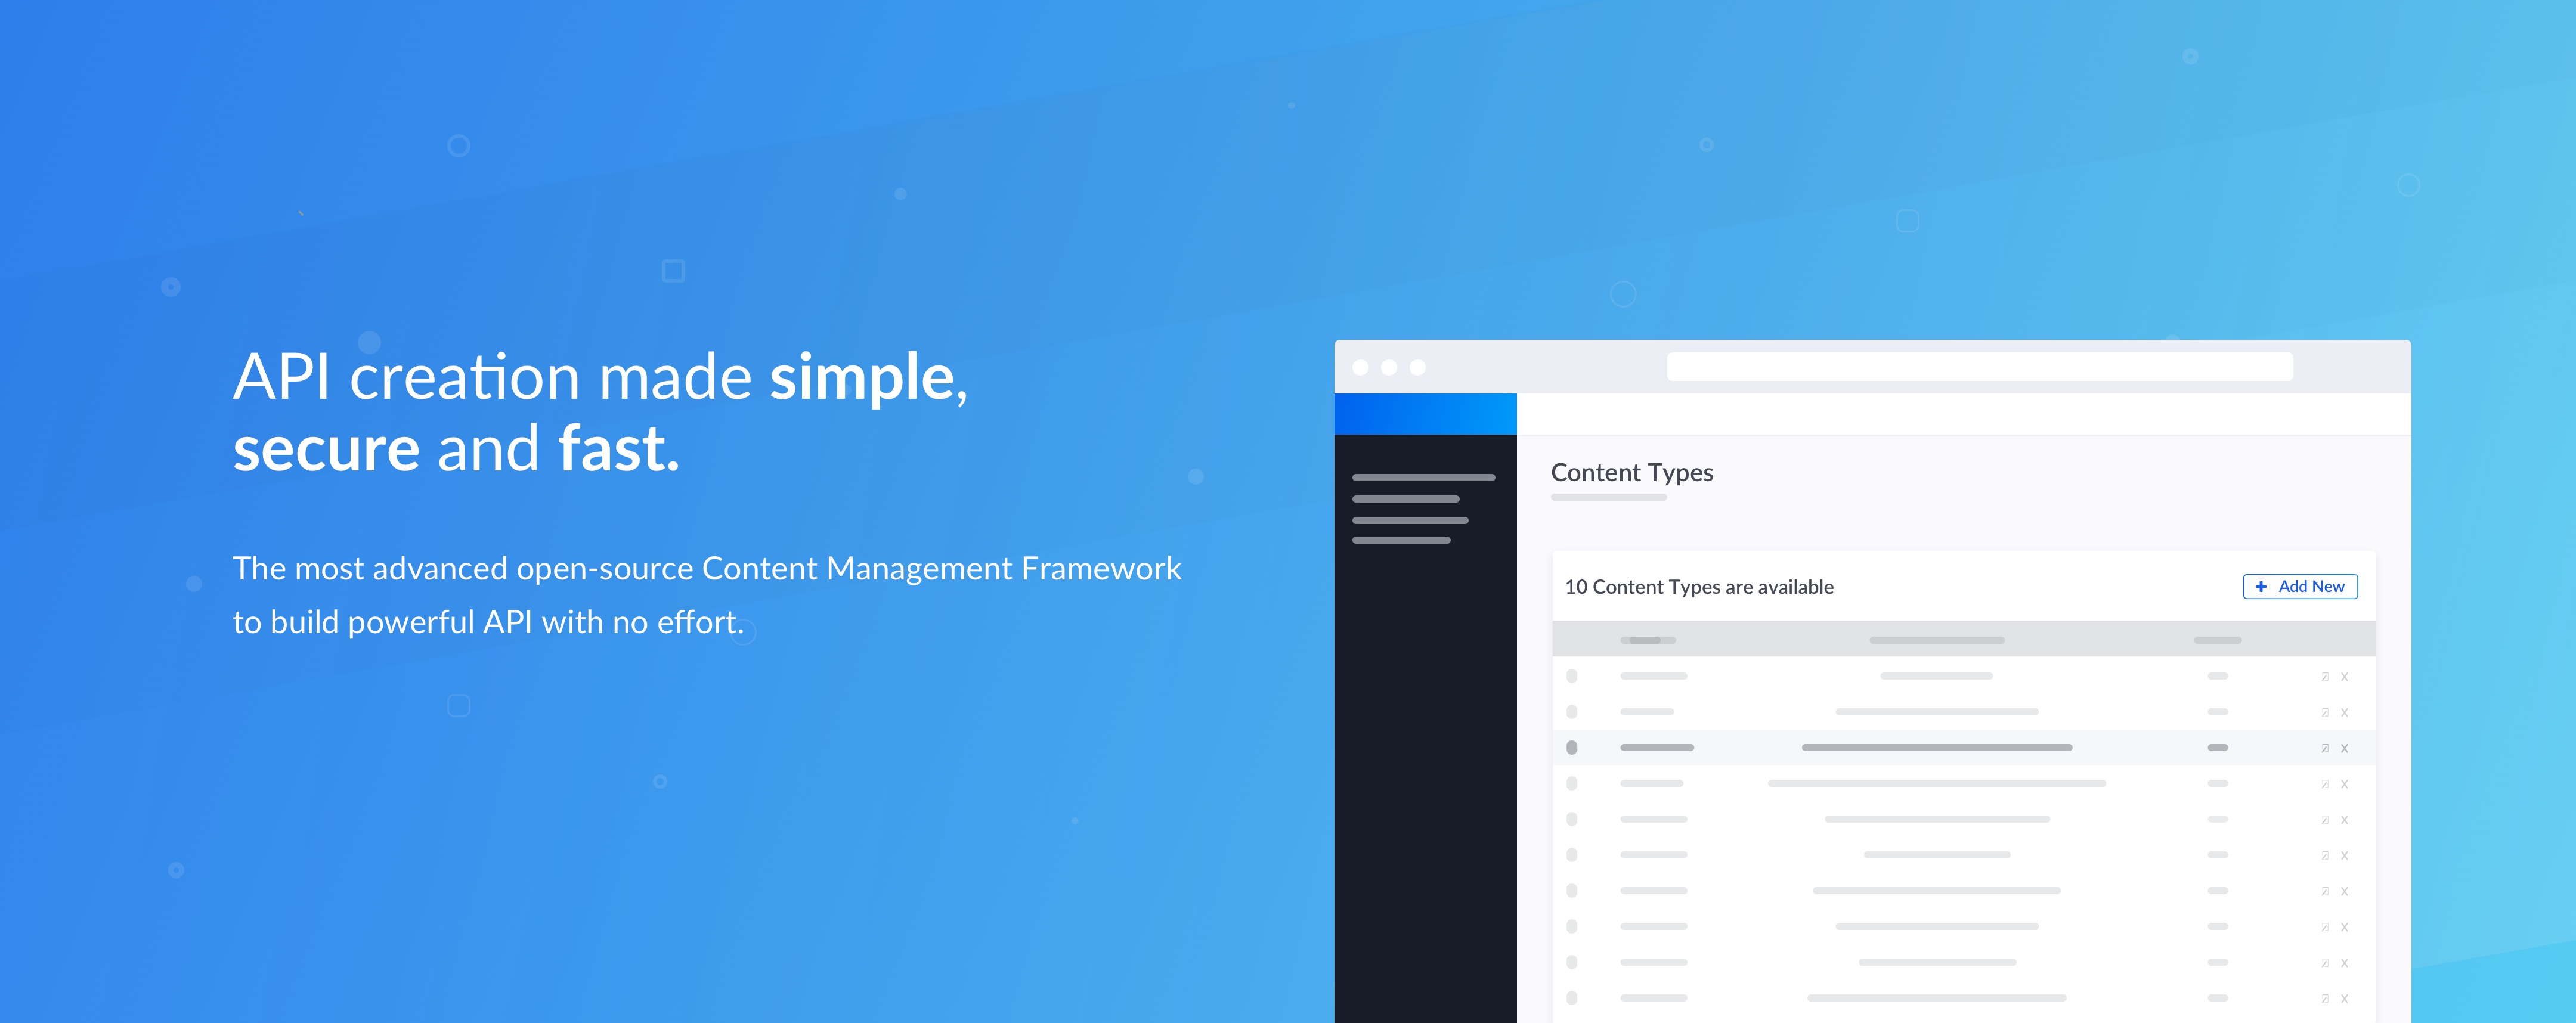 API creation made simple,
secure and fast.
The most advanced open-source Content Management Framework
to build powerful API with no effort.
Content Types
10 Content Types are available
+ Add New